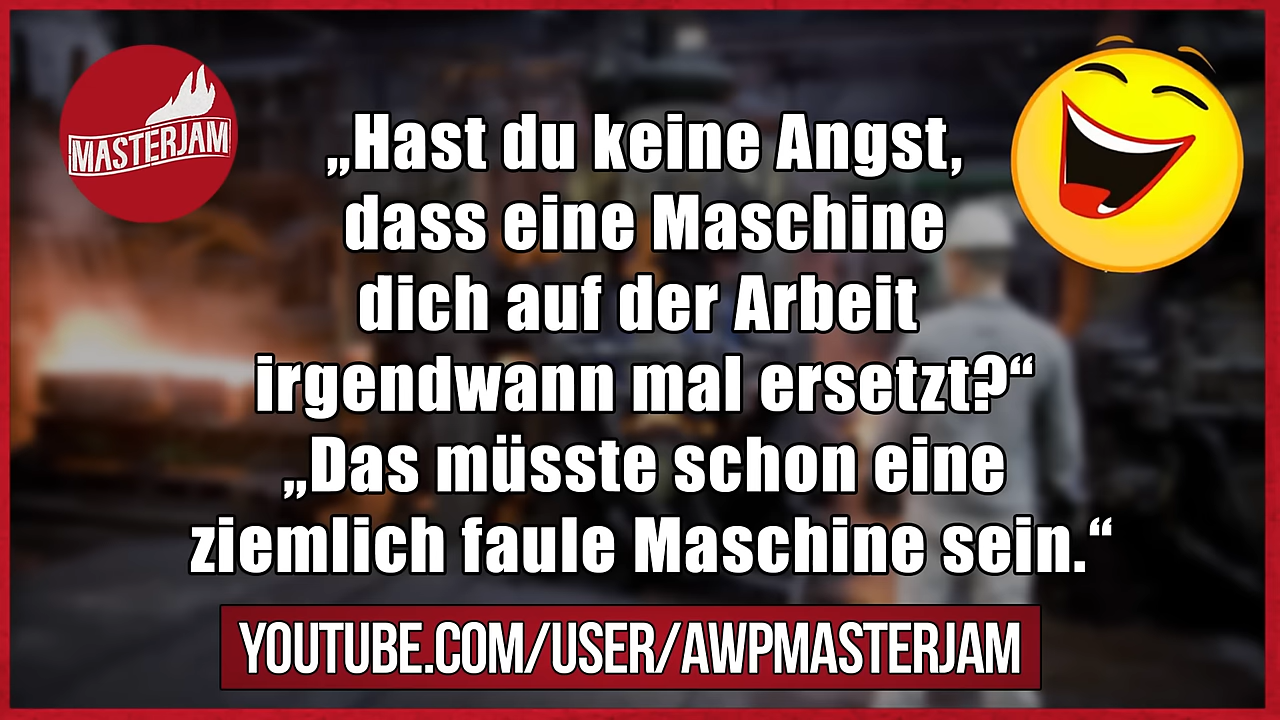 MASTERJAM
„Hast du keine Angst,
dass eine Maschine
dich auf der Arbeit
irgendwann mal ersetzt?“
„Das müsste schon eine
ziemlich faule Maschine sein.“
YOUTUBE.COM/USER/AWPMASTERJAM